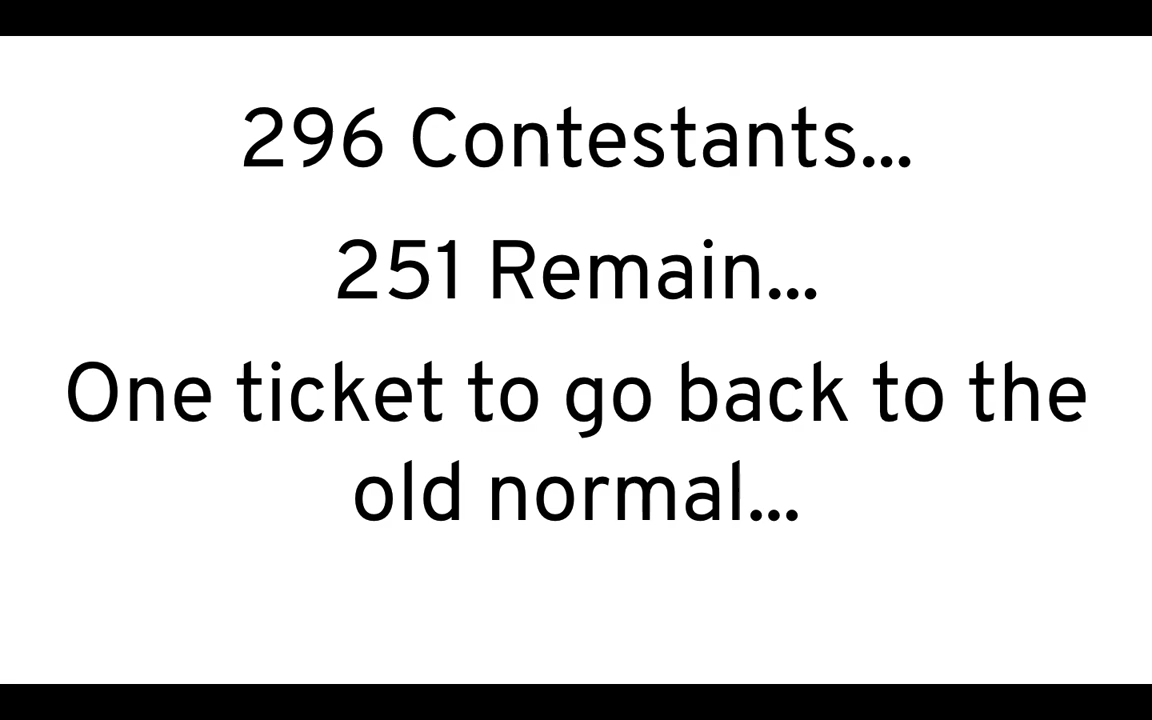 296 Contestants...
251 Remain...
One ticket to go back to the
old normal...